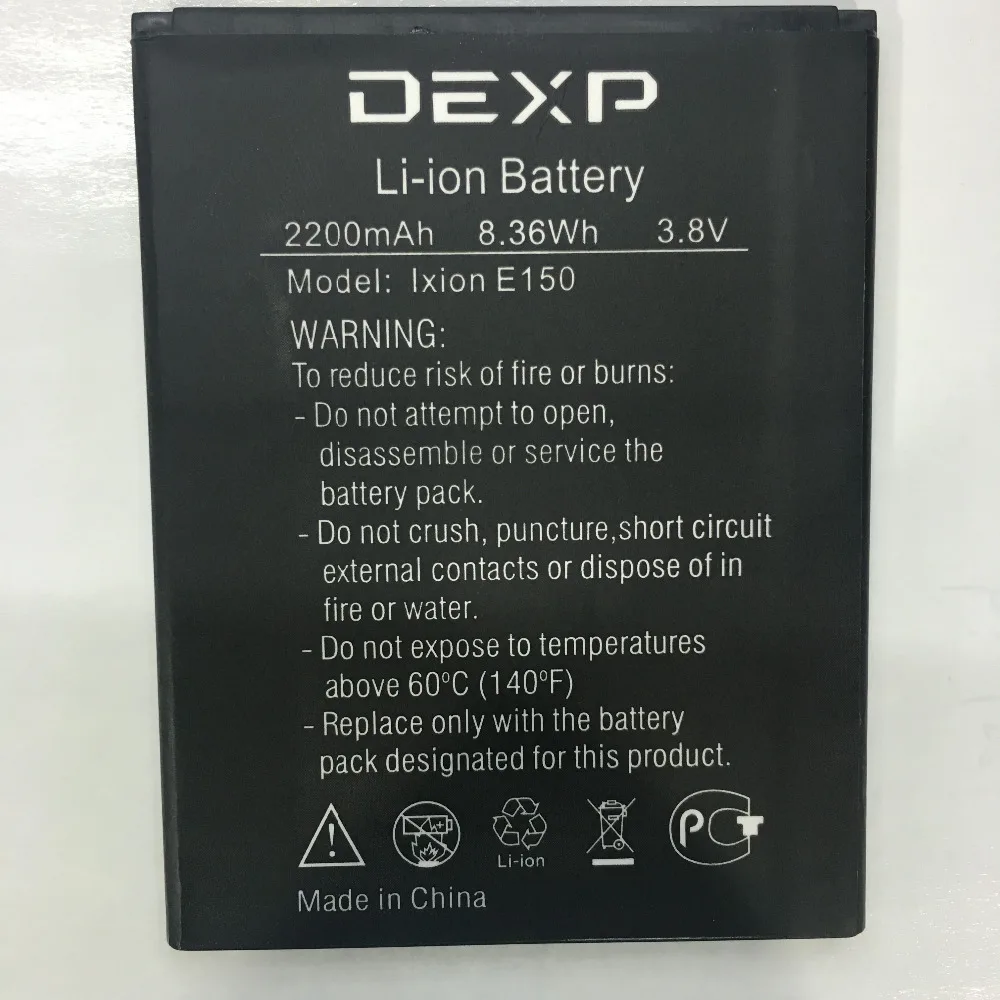 DEXP
Li-ion Battery
2200mAh 8.36Wh 3.8V
Model: Ixion E150
WARNING:
To reduce risk of fire or burns:
- Do not attempt to open,
disassemble or service the
battery pack.
- Do not crush, puncture,short circuit
external contacts or dispose of in
fire or water.
- Do not expose to temperatures
above 60ºC (140ºF)
- Replace only with the battery
pack designated for this product.
Li-ion
РСТ
Made in China